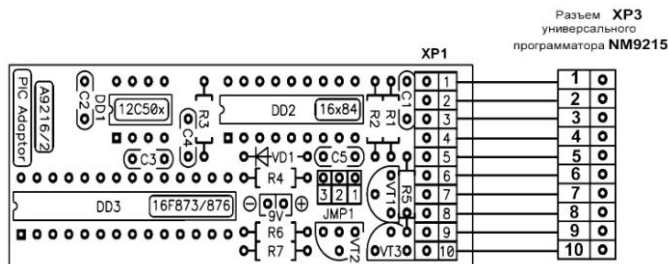 Разъем XP3
универсального
программатора NM9215
XP1
PIC Adaptor
A9216/2
C2
DD1
12C50x
C4
R3
DD2
16x84
R2
R1
C1
C3
VD1
C5
R4
3 2 1
JMP1
VT1
R5
DD3
16F873/876
⊖ 9V ⊕
R6
R7
VT2
VT3
1
2
3
4
5
6
7
8
9
10
1
2
3
4
5
6
7
8
9
10